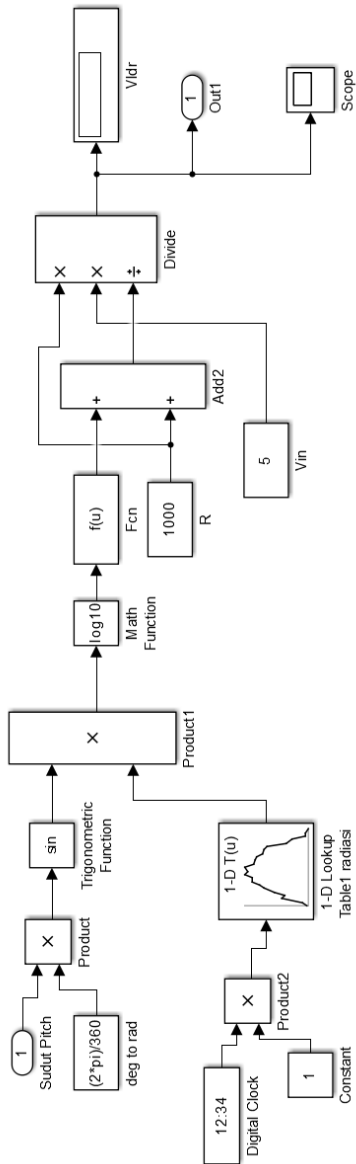 1
Sudut Pitch
(2*pi)/360
deg to rad
×
Product
sin
Trigonometric
Function
12:34
Digital Clock
1
Constant
×
Product2
1-D T(u)
1-D Lookup
Table1 radiasi
×
Product1
log10
Math
Function
f(u)
Fcn
1000
R
+
+
Add2
5
Vin
×
×
÷
Divide
Vldr
1
Out1
Scope